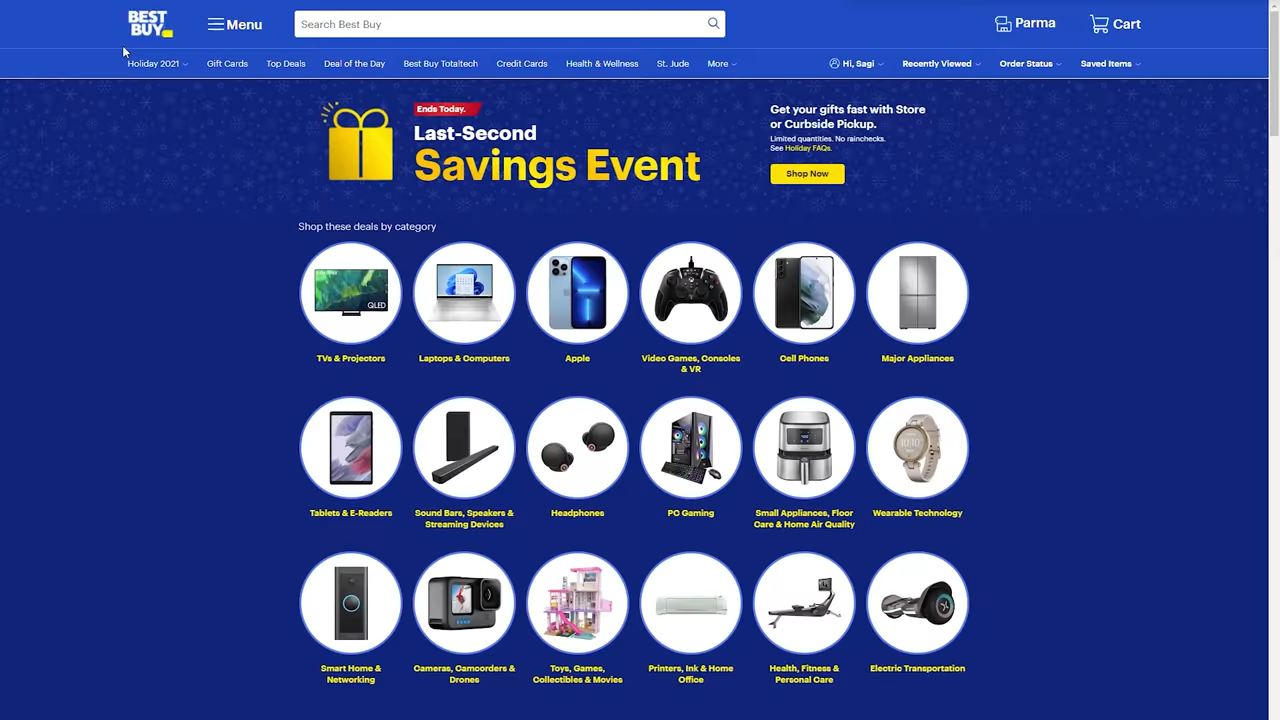 BEST
BUY
Menu
Search Best Buy
Parma
Cart
Holiday 2021
Gift Cards
Top Deals
Deal of the Day
Best Buy Totaltech
Credit Cards
Health & Wellness
St. Jude
More
Hi, Sagi
Recently Viewed
Order Status
Saved Items
Ends Today.
Last-Second
Savings Event
Get your gifts fast with Store
or Curbside Pickup.
Limited quantities. No rainchecks.
See Holiday FAQs.
Shop Now
Shop these deals by category
QLED
TVs & Projectors
Laptops & Computers
Apple
Video Games, Consoles
& VR
Cell Phones
Major Appliances
Tablets & E-Readers
Sound Bars, Speakers &
Streaming Devices
Headphones
PC Gaming
Small Appliances, Floor
Care & Home Air Quality
10:10
Wearable Technology
Smart Home &
Networking
Cameras, Camcorders &
Drones
Toys, Games,
Collectibles & Movies
Printers, Ink & Home
Office
Health, Fitness &
Personal Care
Electric Transportation